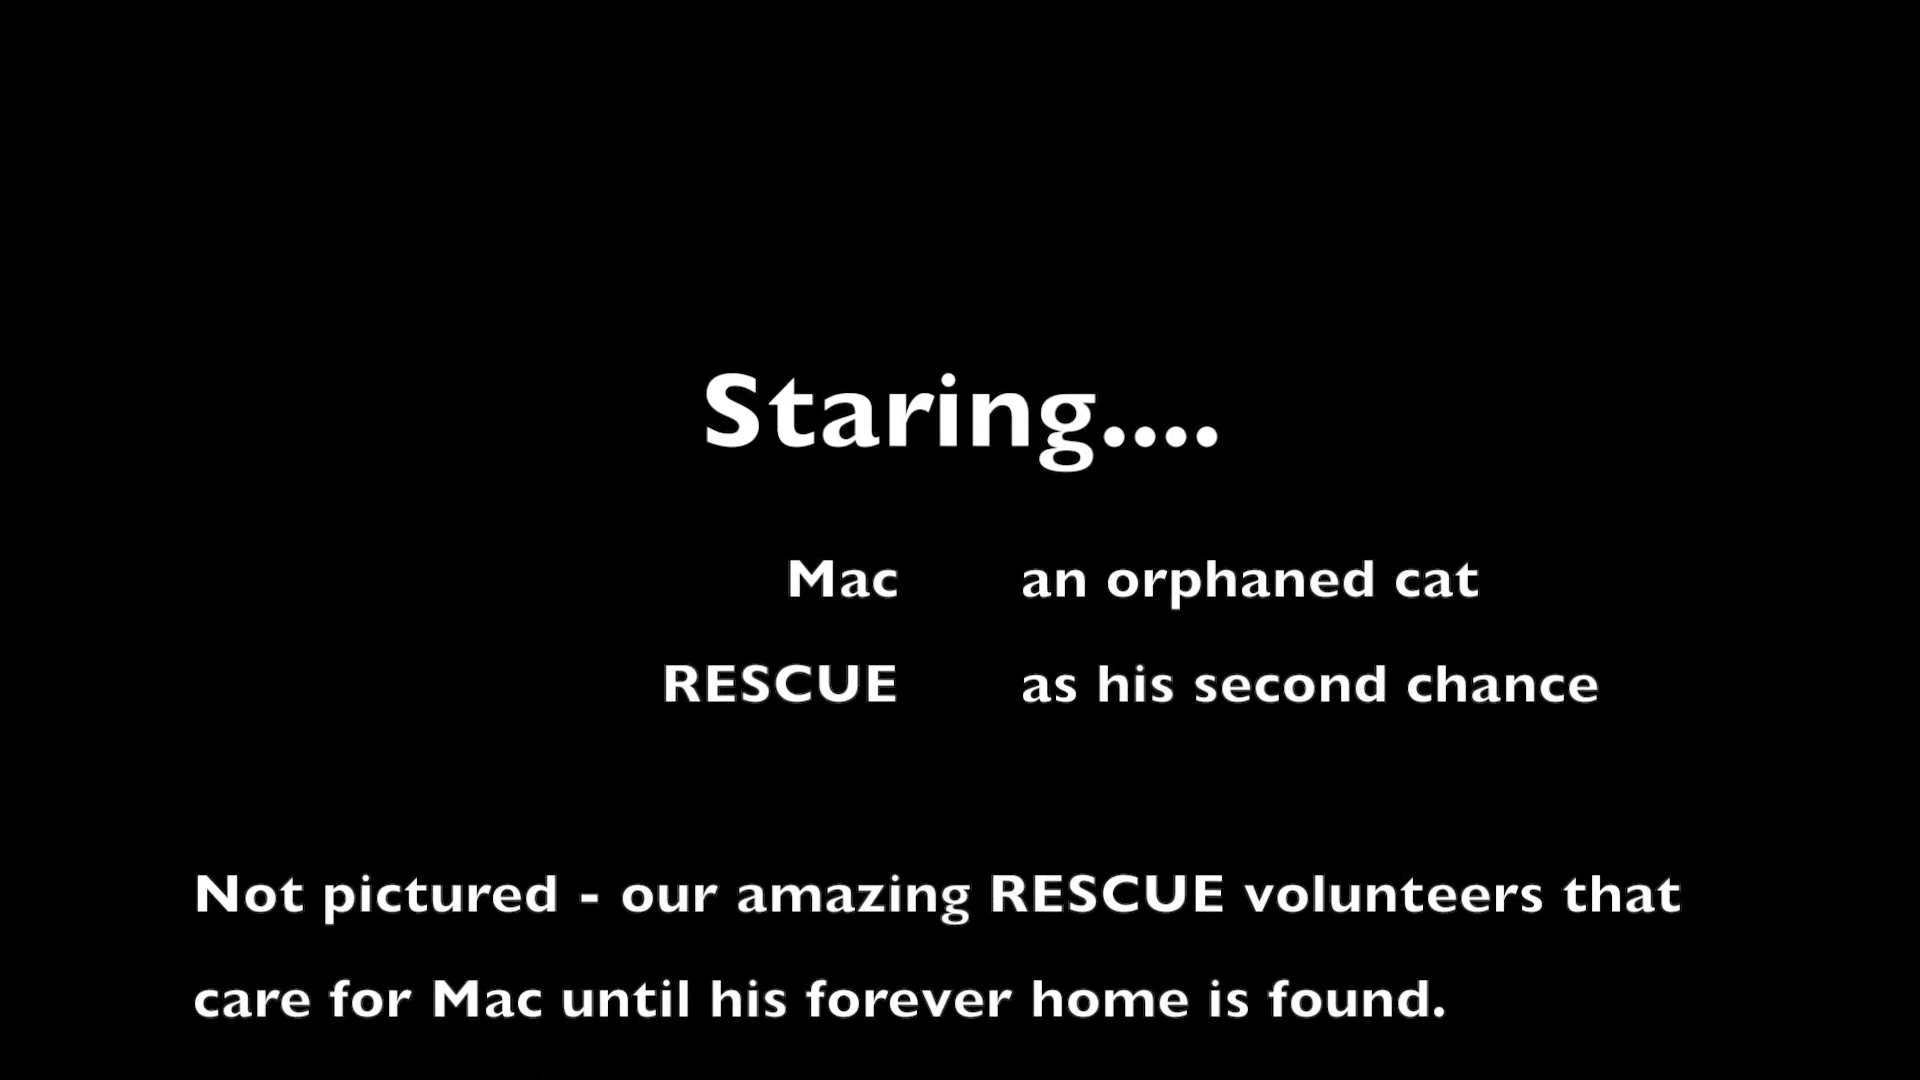 Staring....
Mac an orphaned cat
RESCUE as his second chance
Not pictured - our amazing RESCUE volunteers that
care for Mac until his forever home is found.